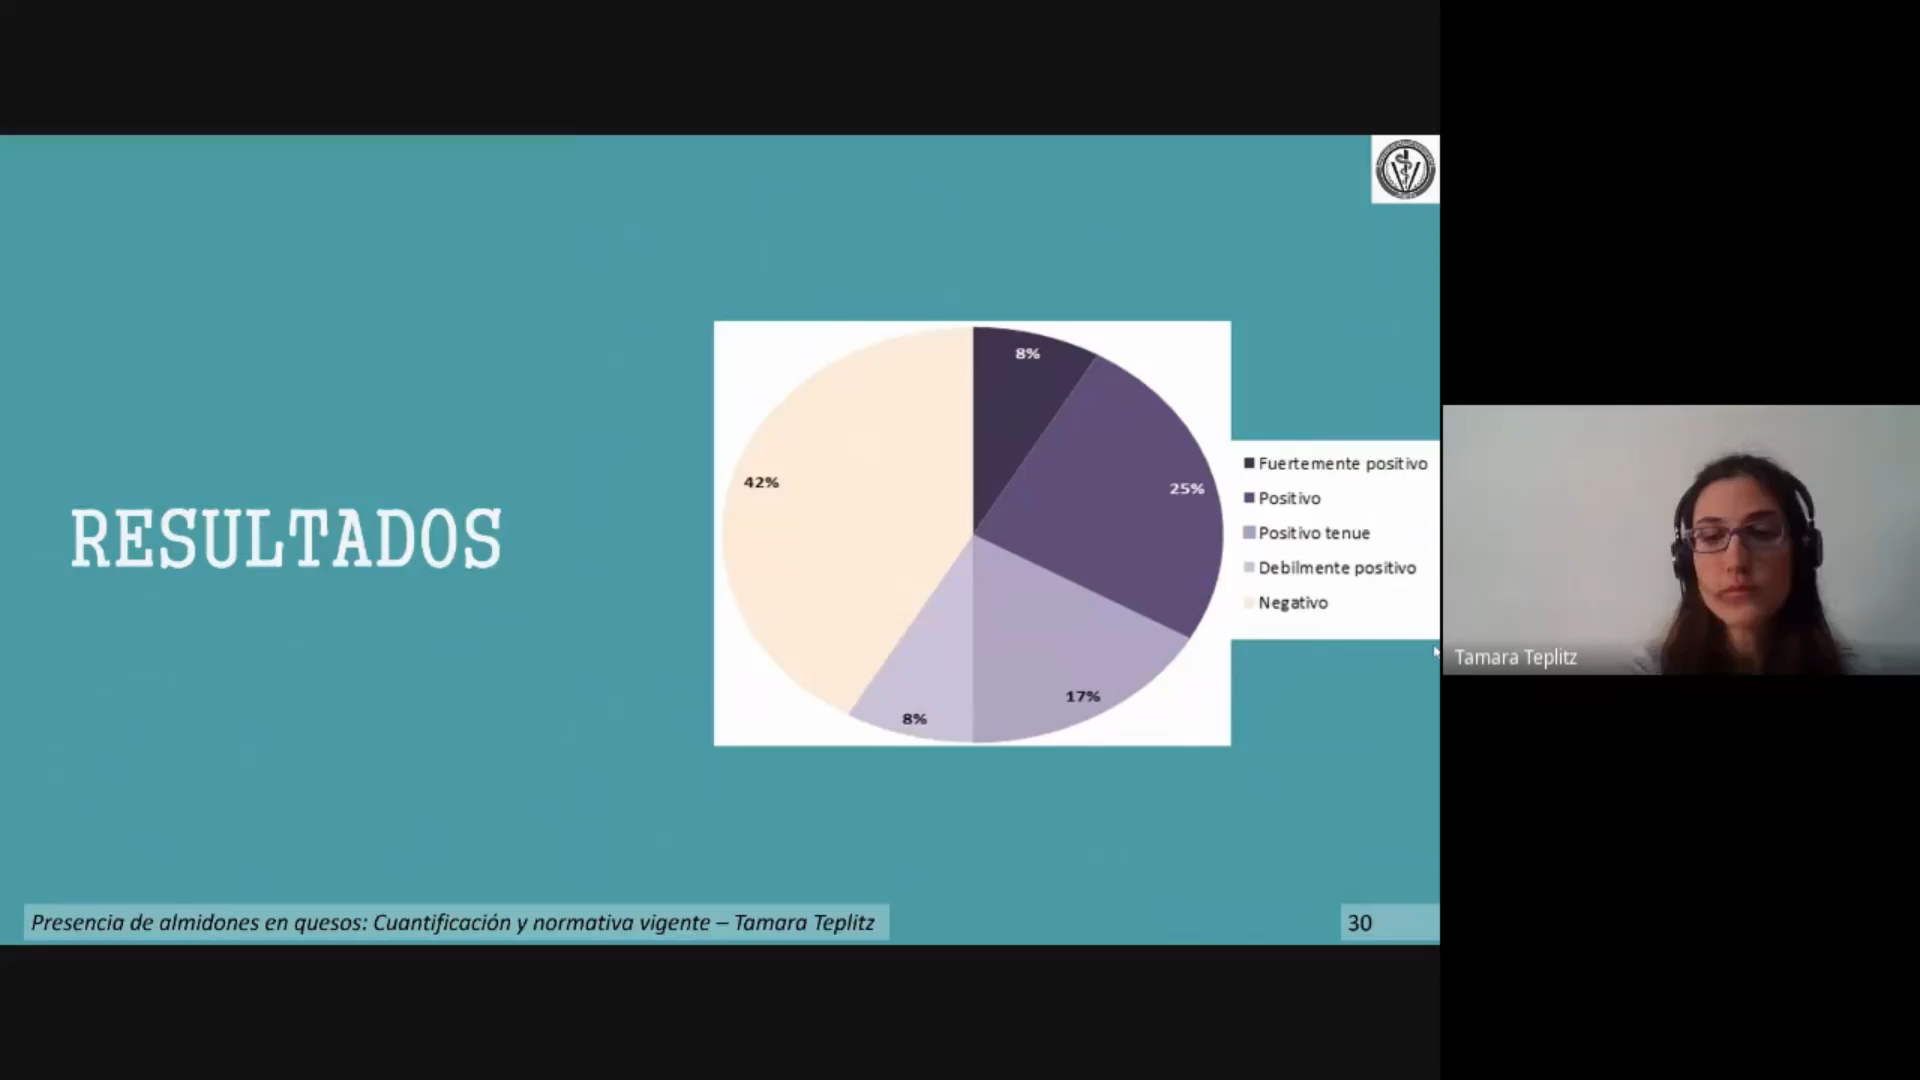 RESULTADOS
8%
25%
17%
8%
42%
Fuertemente positivo
Positivo
Positivo tenue
Debilmente positivo
Negativo
Presencia de almidones en quesos: Cuantificación y normativa vigente – Tamara Teplitz
30
Tamara Teplitz